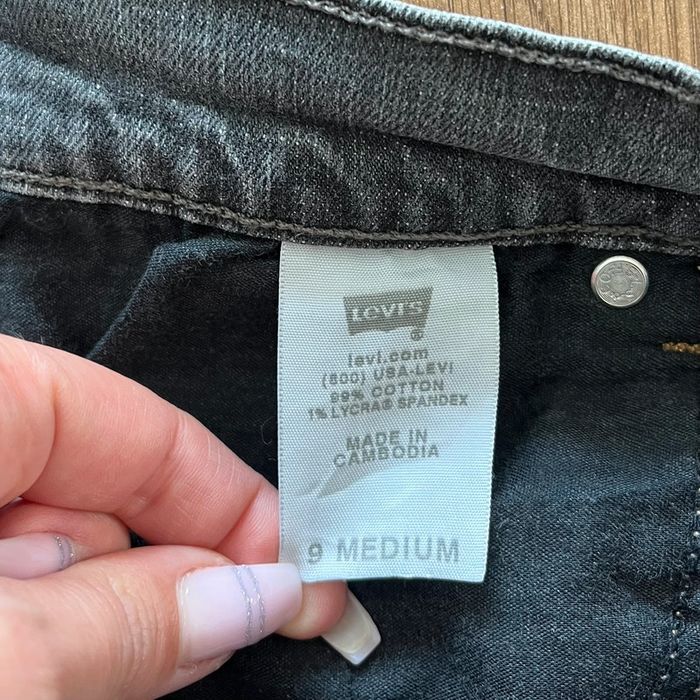 Levi's
®
levi.com
(800) USA-LEVI
99% COTTON
1% LYCRA® SPANDEX
MADE IN
CAMBODIA
9 MEDIUM